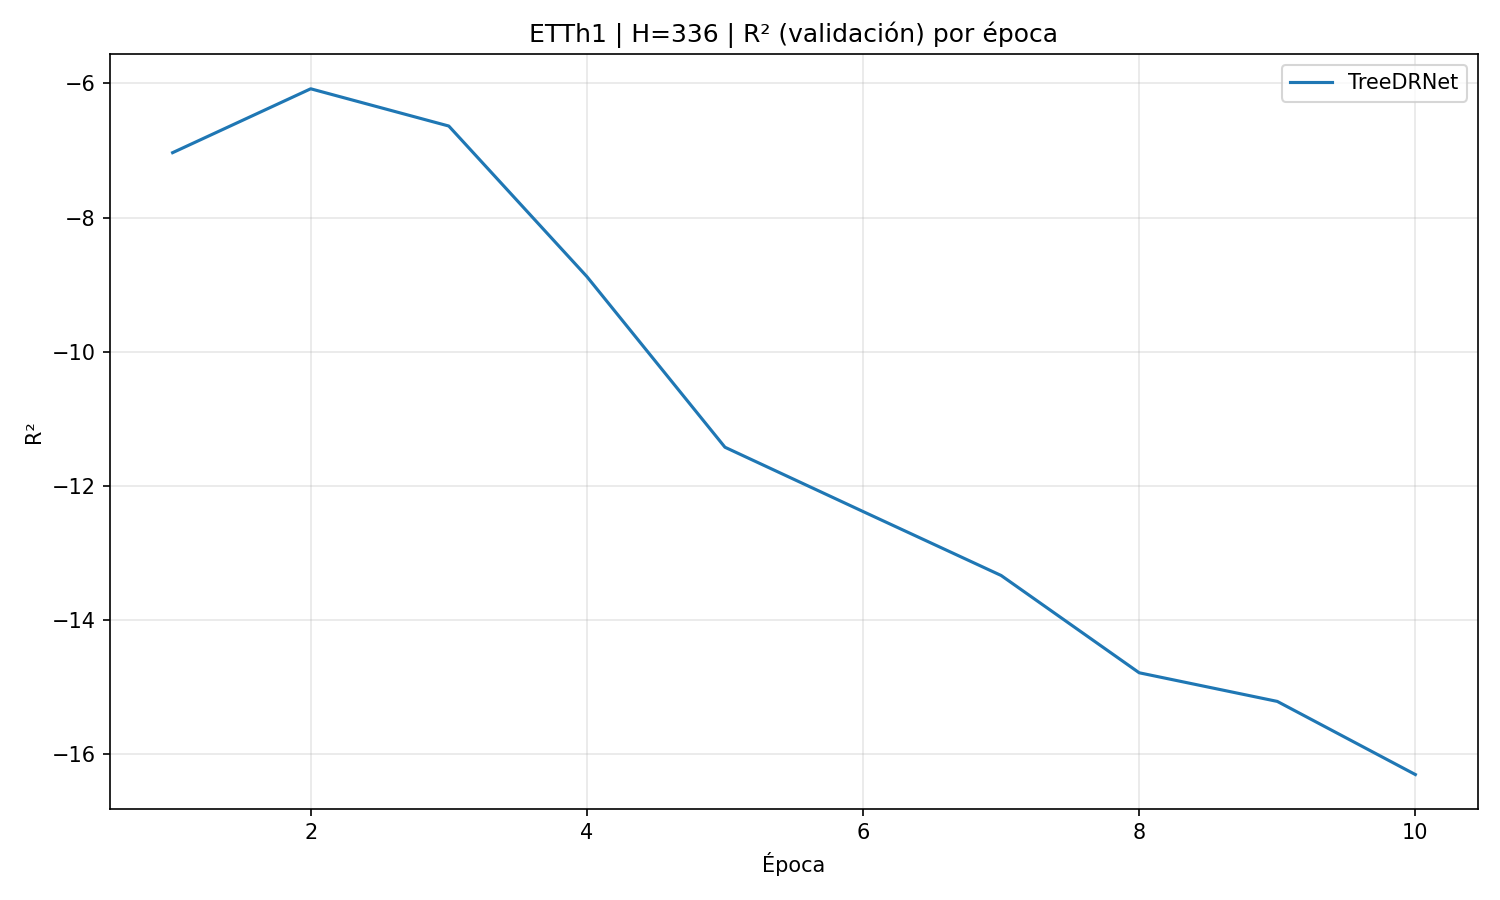 ETTh1 | H=336 | R² (validación) por época
TreeDRNet
−6
−8
−10
−12
−14
−16
R²
2 4 6 8 10
Época